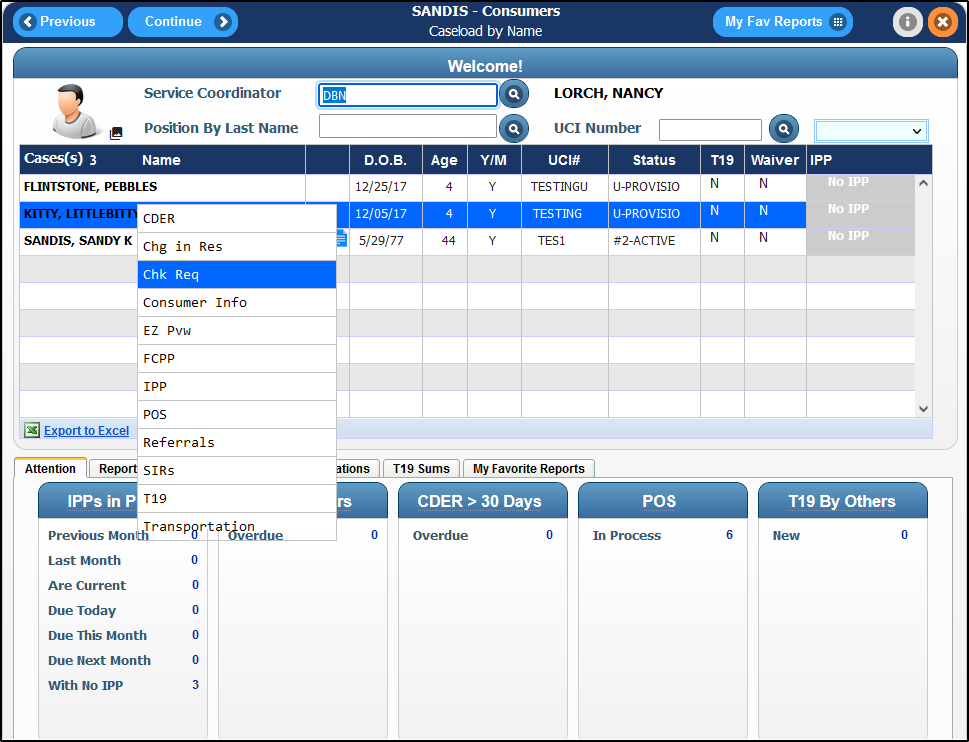 Previous Continue SANDIS - Consumers My Fav Reports
Caseload by Name
Welcome!
Service Coordinator DBN LORCH, NANCY
Position By Last Name UCI Number
Cases(s) 3 Name D.O.B. Age Y/M UCI# Status T19 Waiver IPP
FLINTSTONE, PEBBLES 12/25/17 4 Y TESTINGU U-PROVISIO N N No IPP
KITTY, LITTLEBITTY 12/05/17 4 Y TESTING U-PROVISIO N N No IPP
SANDIS, SANDY K 5/29/77 44 Y TES1 #2-ACTIVE N N No IPP
CDER
Chg in Res
Chk Req
Consumer Info
EZ Pvw
FCPP
IPP
POS
Referrals
SIRs
T19
Transportation
Export to Excel
Attention Report ations T19 Sums My Favorite Reports
IPPs in P rs CDER > 30 Days POS T19 By Others
Previous Month 0 Overdue 0 Overdue 0 In Process 6 New 0
Last Month 0
Are Current 0
Due Today 0
Due This Month 0
Due Next Month 0
With No IPP 3